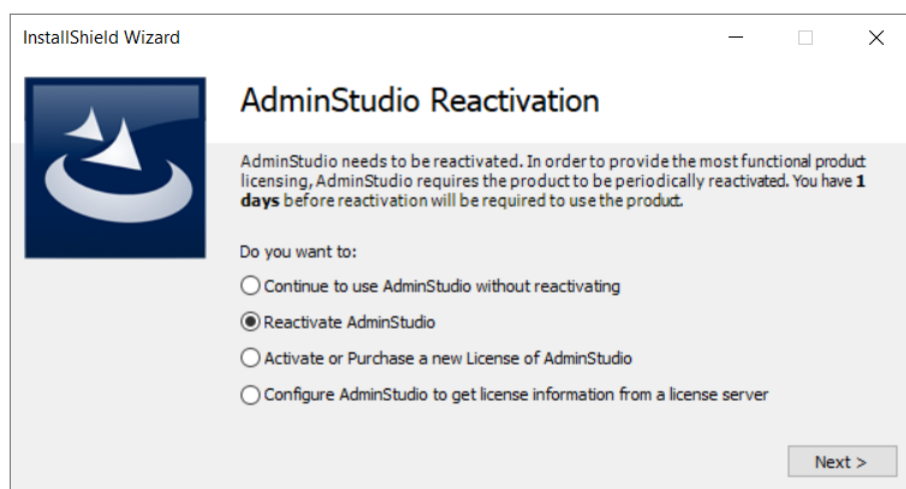 InstallShield Wizard
AdminStudio Reactivation
AdminStudio needs to be reactivated. In order to provide the most functional product
licensing, AdminStudio requires the product to be periodically reactivated. You have 1
days before reactivation will be required to use the product.
Do you want to:
Continue to use AdminStudio without reactivating
Reactivate AdminStudio
Activate or Purchase a new License of AdminStudio
Configure AdminStudio to get license information from a license server
Next >